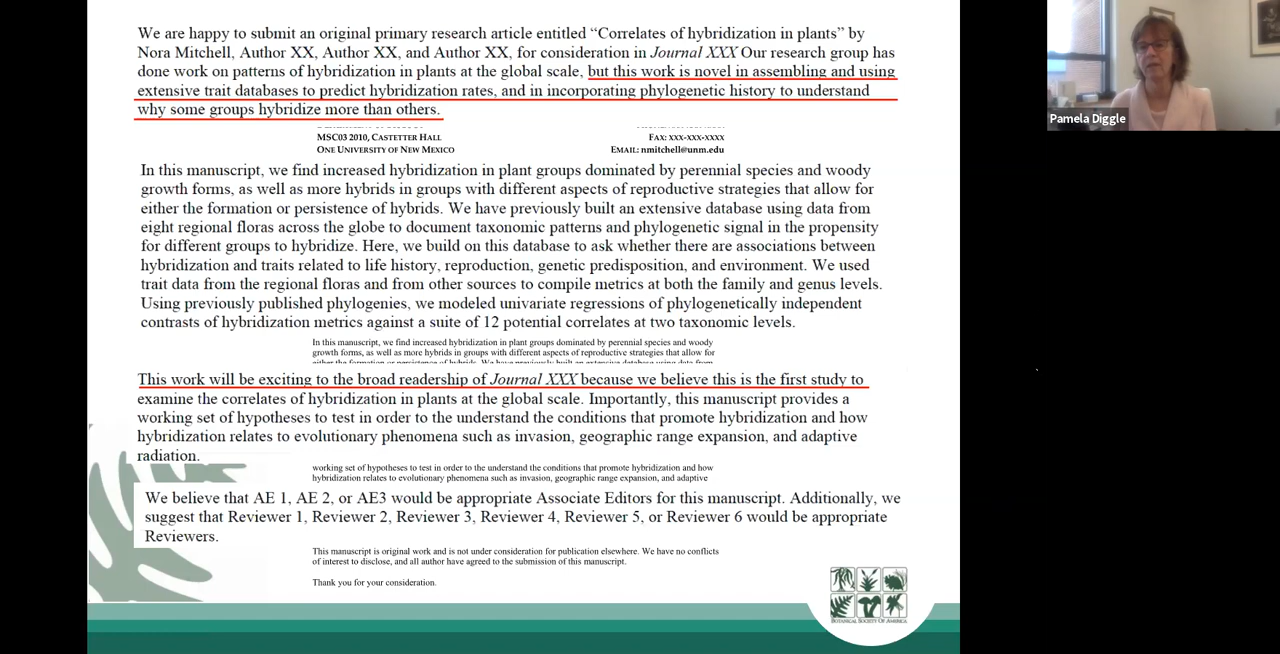 We are happy to submit an original primary research article entitled “Correlates of hybridization in plants” by
Nora Mitchell, Author XX, Author XX, and Author XX, for consideration in Journal XXX Our research group has
done work on patterns of hybridization in plants at the global scale, but this work is novel in assembling and using
extensive trait databases to predict hybridization rates, and in incorporating phylogenetic history to understand
why some groups hybridize more than others.
MSC03 2010, CASTETTER HALL
FAX: XXX-XXX-XXXX
ONE UNIVERSITY OF NEW MEXICO
EMAIL: nmitchell@unm.edu
In this manuscript, we find increased hybridization in plant groups dominated by perennial species and woody
growth forms, as well as more hybrids in groups with different aspects of reproductive strategies that allow for
either the formation or persistence of hybrids. We have previously built an extensive database using data from
eight regional floras across the globe to document taxonomic patterns and phylogenetic signal in the propensity
for different groups to hybridize. Here, we build on this database to ask whether there are associations between
hybridization and traits related to life history, reproduction, genetic predisposition, and environment. We used
trait data from the regional floras and from other sources to compile metrics at both the family and genus levels.
Using previously published phylogenies, we modeled univariate regressions of phylogenetically independent
contrasts of hybridization metrics against a suite of 12 potential correlates at two taxonomic levels.
In this manuscript, we find increased hybridization in plant groups dominated by perennial species and woody
growth forms, as well as more hybrids in groups with different aspects of reproductive strategies that allow for
either the formation or persistence of hybrids. We have previously built an extensive database using data from
This work will be exciting to the broad readership of Journal XXX because we believe this is the first study to
examine the correlates of hybridization in plants at the global scale. Importantly, this manuscript provides a
working set of hypotheses to test in order to the understand the conditions that promote hybridization and how
hybridization relates to evolutionary phenomena such as invasion, geographic range expansion, and adaptive
radiation.
working set of hypotheses to test in order to the understand the conditions that promote hybridization and how
hybridization relates to evolutionary phenomena such as invasion, geographic range expansion, and adaptive
We believe that AE 1, AE 2, or AE3 would be appropriate Associate Editors for this manuscript. Additionally, we
suggest that Reviewer 1, Reviewer 2, Reviewer 3, Reviewer 4, Reviewer 5, or Reviewer 6 would be appropriate
Reviewers.
This manuscript is original work and is not under consideration for publication elsewhere. We have no conflicts
of interest to disclose, and all author have agreed to the submission of this manuscript.
Thank you for your consideration.
BOTANICAL SOCIETY OF AMERICA
Pamela Diggle